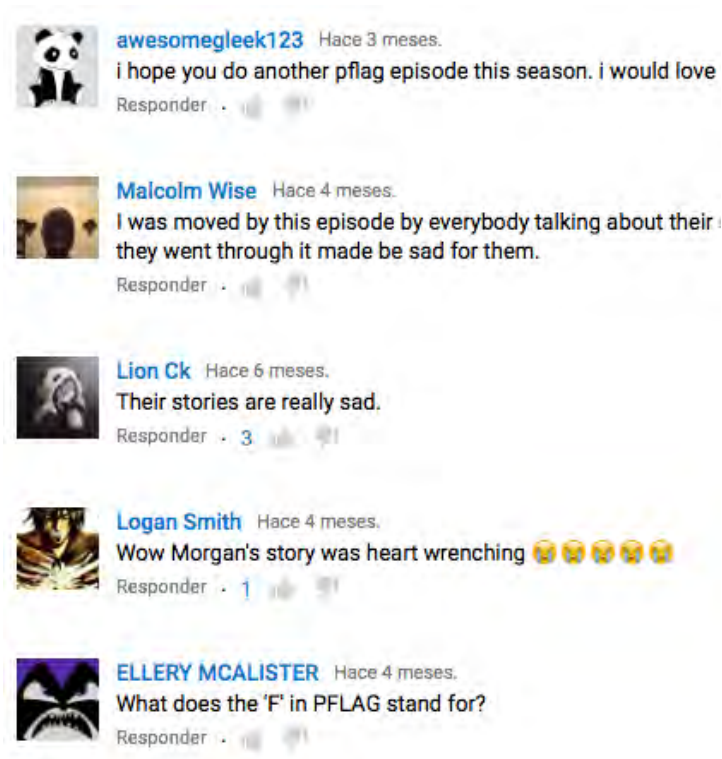 awesomegleek123 Hace 3 meses.
i hope you do another pflag episode this season. i would love
Responder ·
Malcolm Wise Hace 4 meses.
I was moved by this episode by everybody talking about their
they went through it made be sad for them.
Responder ·
Lion Ck Hace 6 meses.
Their stories are really sad.
Responder · 3
Logan Smith Hace 4 meses.
Wow Morgan's story was heart wrenching 😭😭😭😭😭
Responder · 1
ELLERY MCALISTER Hace 4 meses.
What does the 'F' in PFLAG stand for?
Responder ·